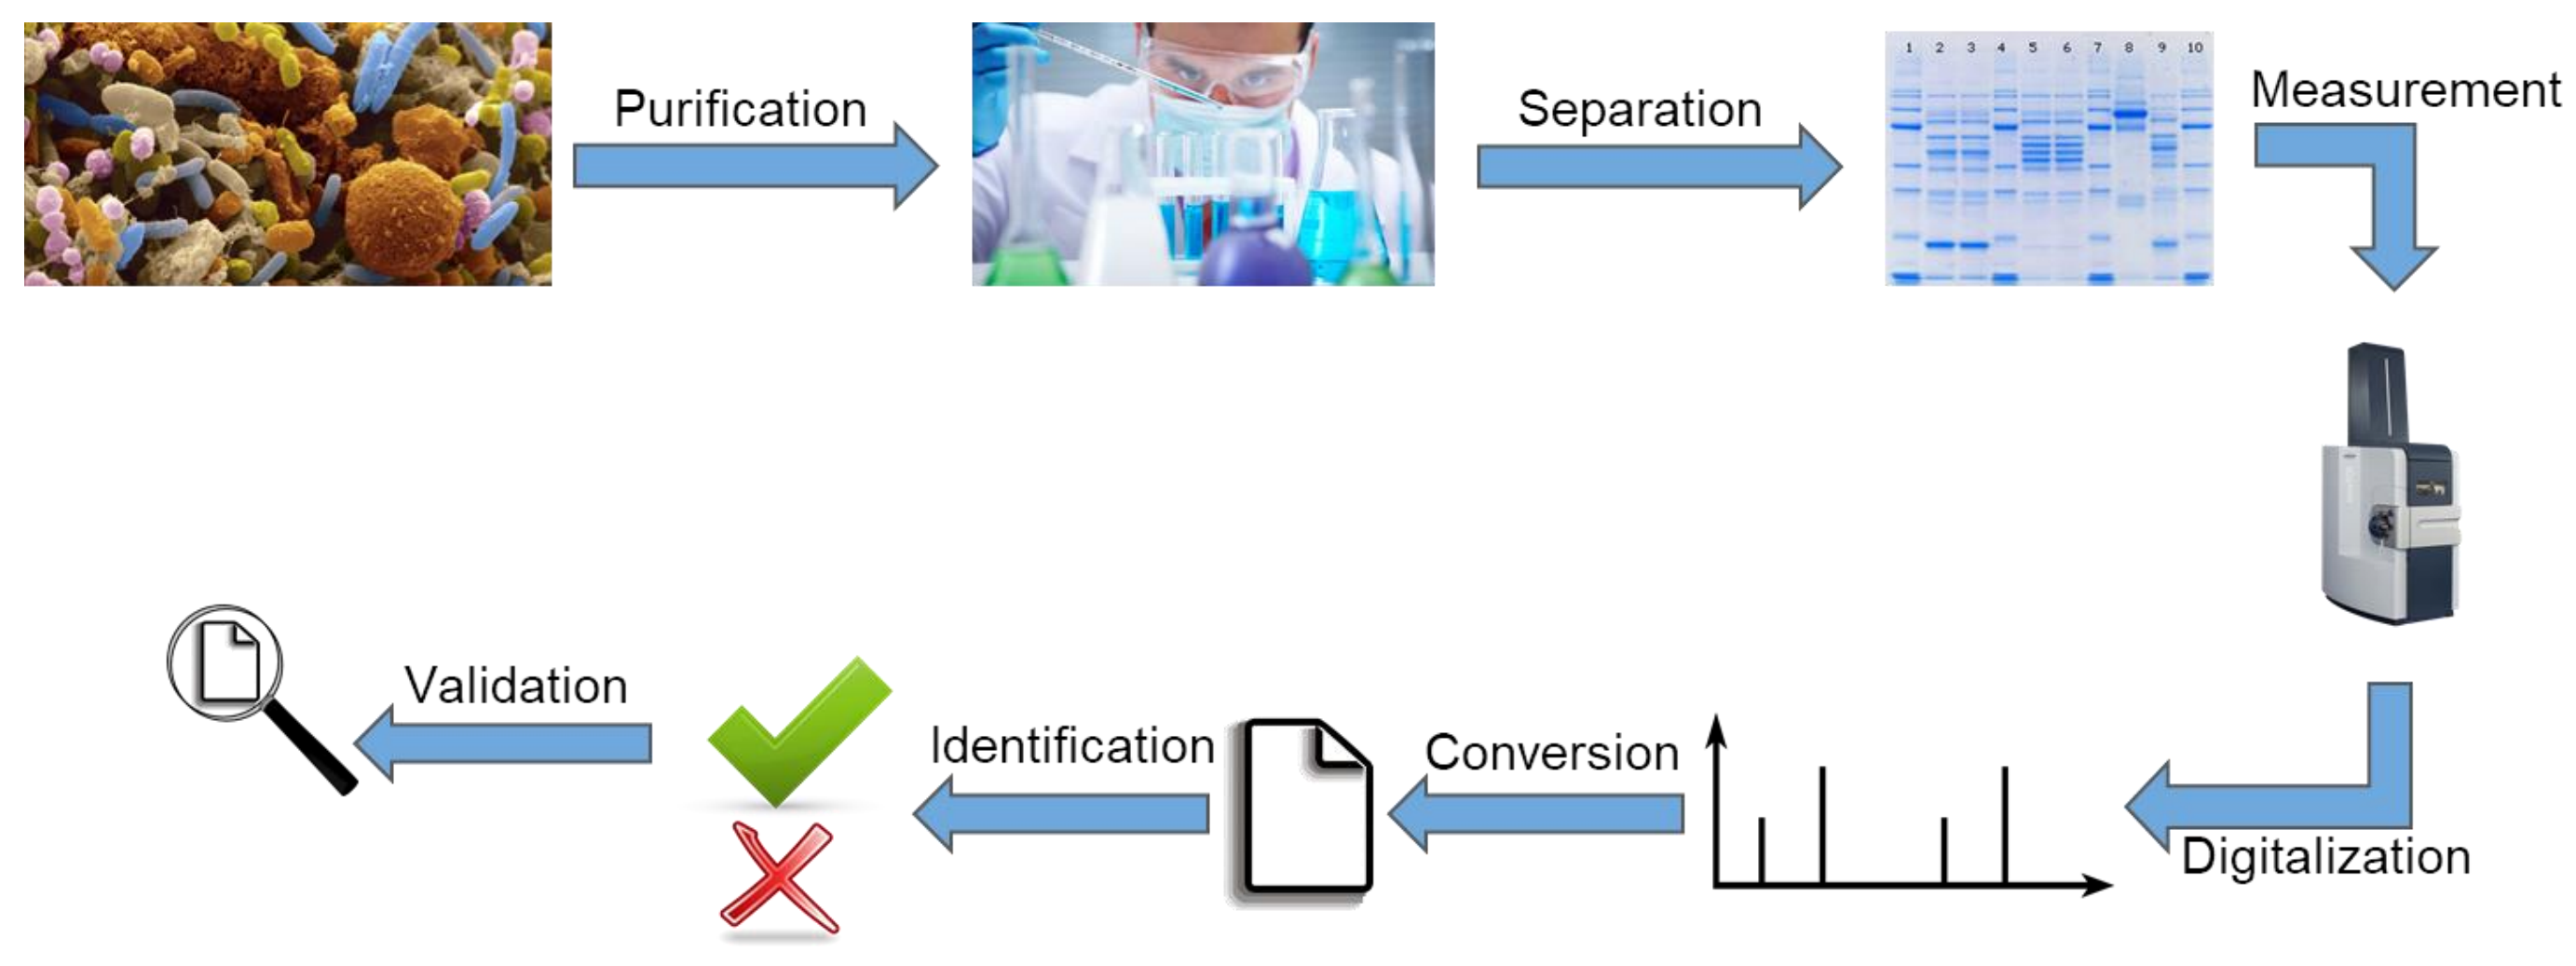 Purification
Separation
1 2 3 4 5 6 7 8 9 10
Measurement
Digitalization
Conversion
Identification
Validation